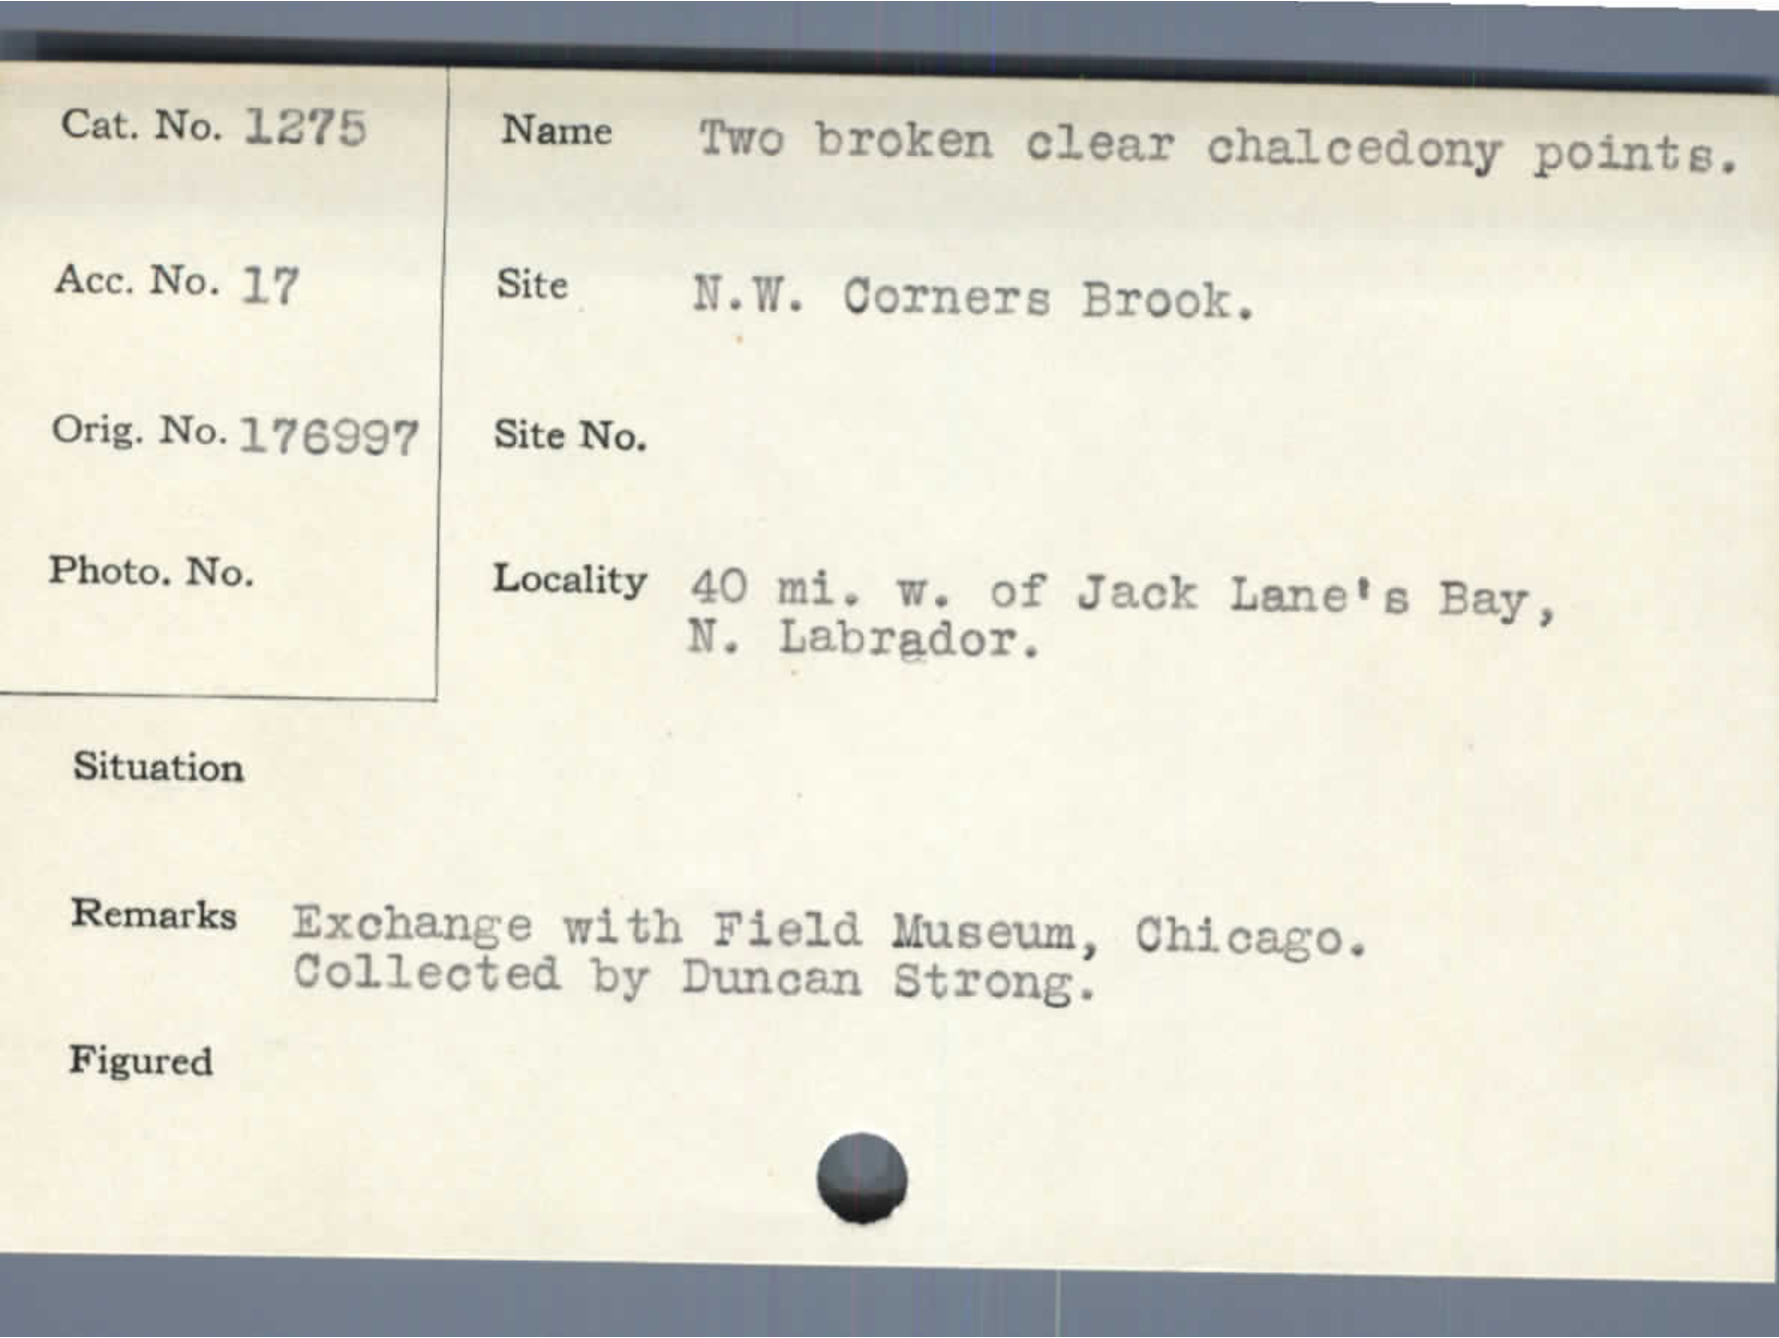 Cat. No. 1275
Name Two broken clear chalcedony points.
Acc. No. 17
Site N.W. Corners Brook.
Orig. No. 176997
Site No.
Photo. No.
Locality 40 mi. w. of Jack Lane's Bay,
N. Labrador.
Situation
Remarks Exchange with Field Museum, Chicago.
Collected by Duncan Strong.
Figured